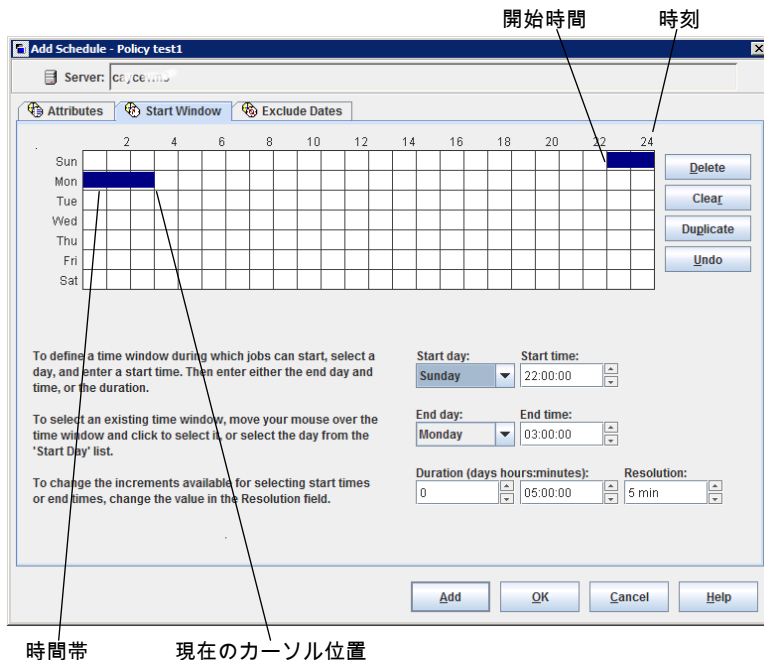 開始時間 時刻
Add Schedule - Policy test1
Server:
Attributes Start Window Exclude Dates
2 4 6 8 10 12 14 16 18 20 22 24
Sun
Mon
Tue
Wed
Thu
Fri
Sat
Delete
Clear
Duplicate
Undo
To define a time window during which jobs can start, select a
day, and enter a start time. Then enter either the end day and
time, or the duration.
To select an existing time window, move your mouse over the
time window and click to select it, or select the day from the
'Start Day' list.
To change the increments available for selecting start times
or end times, change the value in the Resolution field.
Start day: Start time:
Sunday 22:00:00
End day: End time:
Monday 03:00:00
Duration (days hours:minutes): Resolution:
0 05:00:00 5 min
Add OK Cancel Help
時間帯 現在のカーソル位置